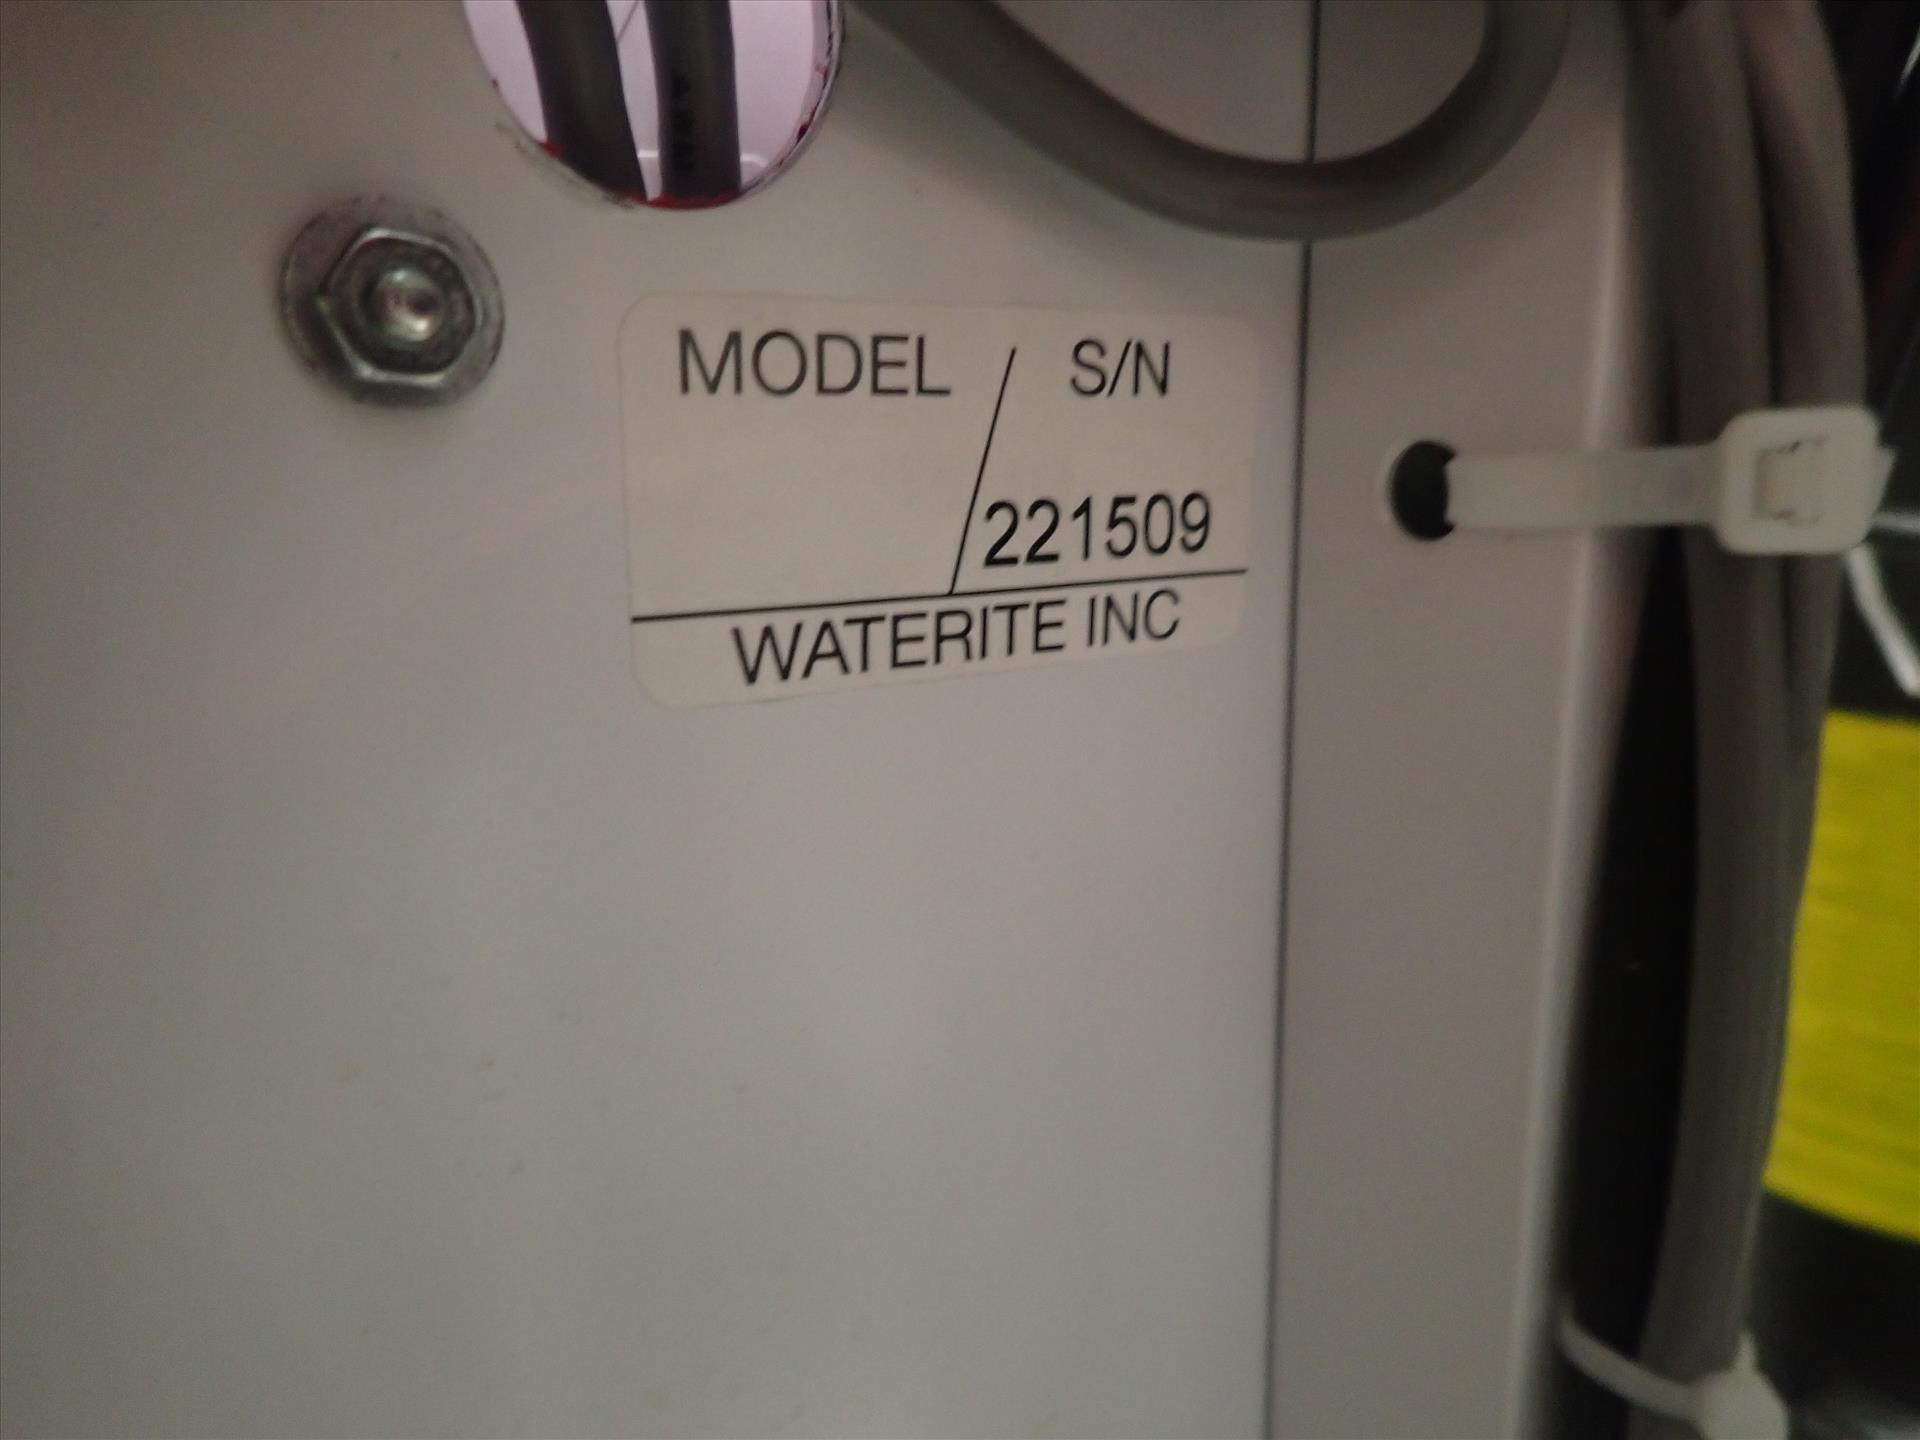 MODEL / S/N
221509
WATERITE INC